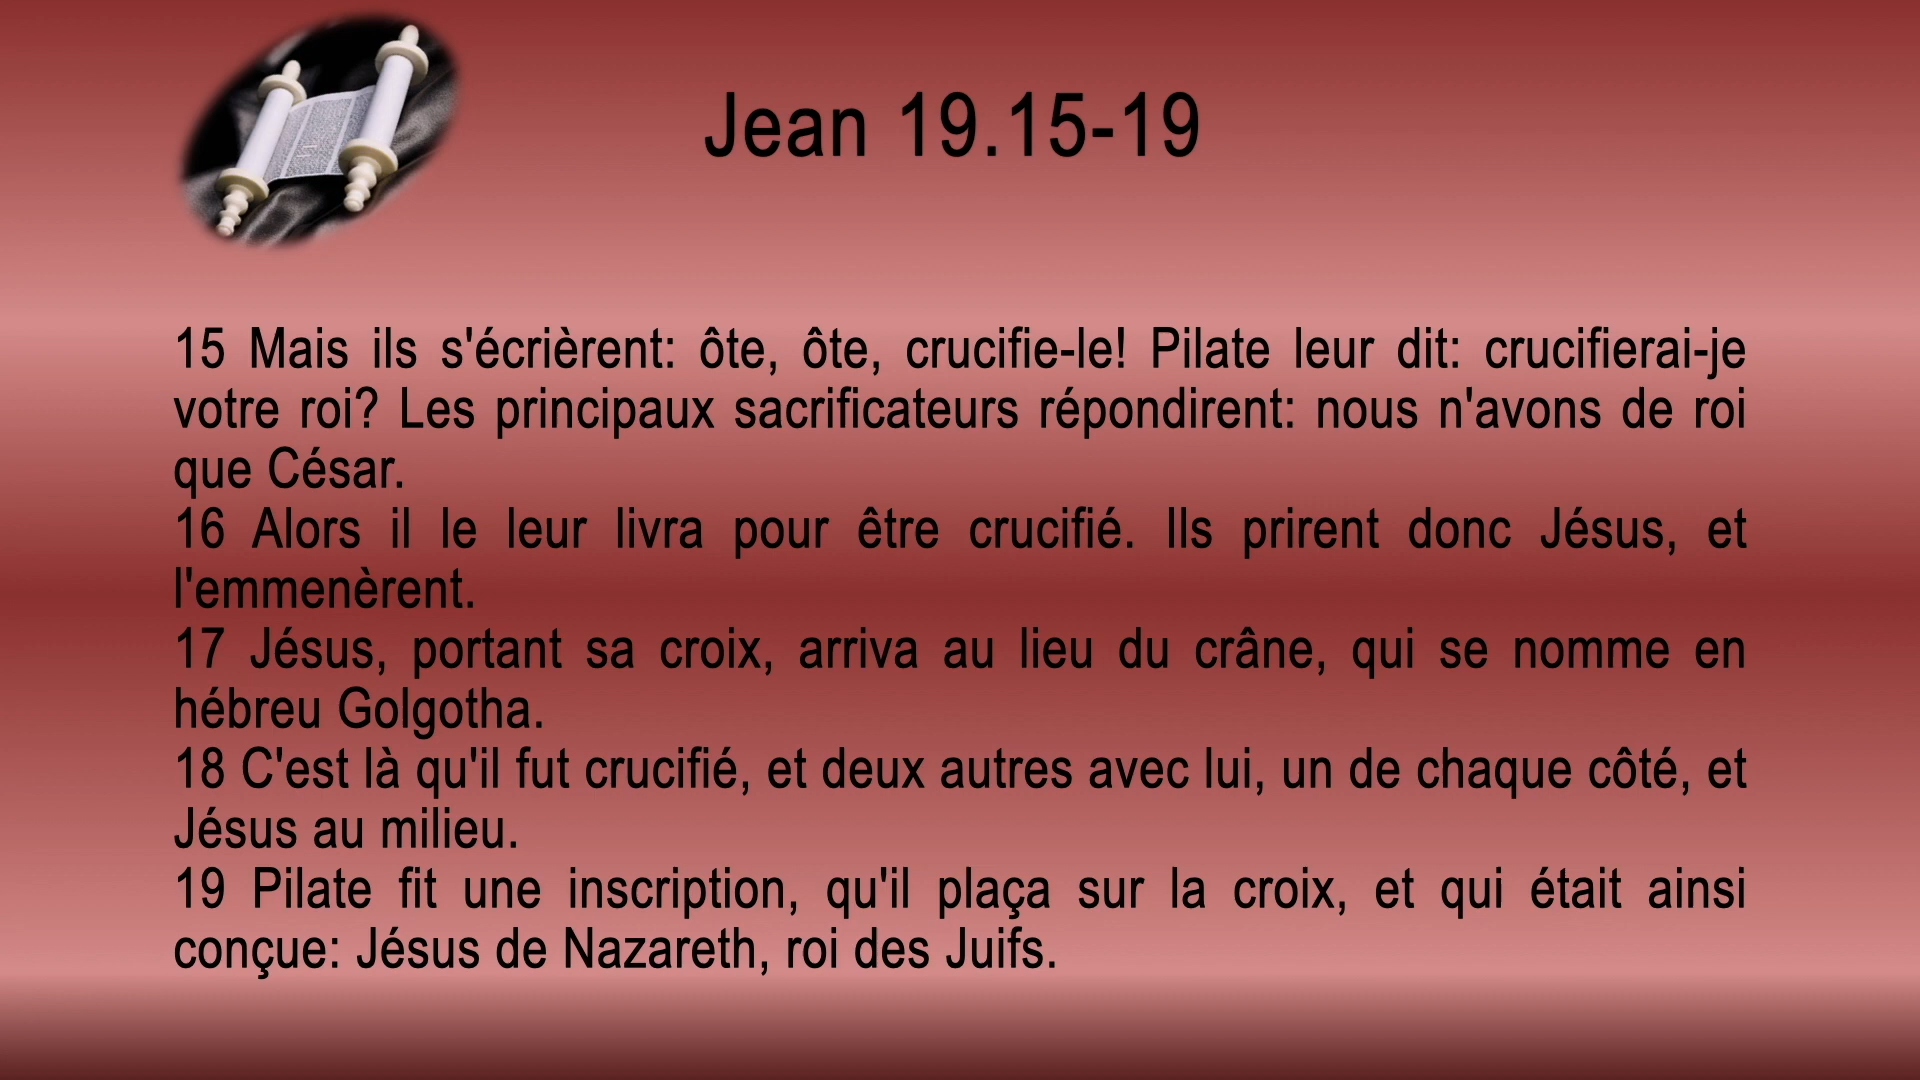 Jean 19.15-19
15 Mais ils s'écrièrent: ôte, ôte, crucifie-le! Pilate leur dit: crucifierai-je
votre roi? Les principaux sacrificateurs répondirent: nous n'avons de roi
que César.
16 Alors il le leur livra pour être crucifié. Ils prirent donc Jésus, et
l'emmenèrent.
17 Jésus, portant sa croix, arriva au lieu du crâne, qui se nomme en
hébreu Golgotha.
18 C'est là qu'il fut crucifié, et deux autres avec lui, un de chaque côté, et
Jésus au milieu.
19 Pilate fit une inscription, qu'il plaça sur la croix, et qui était ainsi
conçue: Jésus de Nazareth, roi des Juifs.